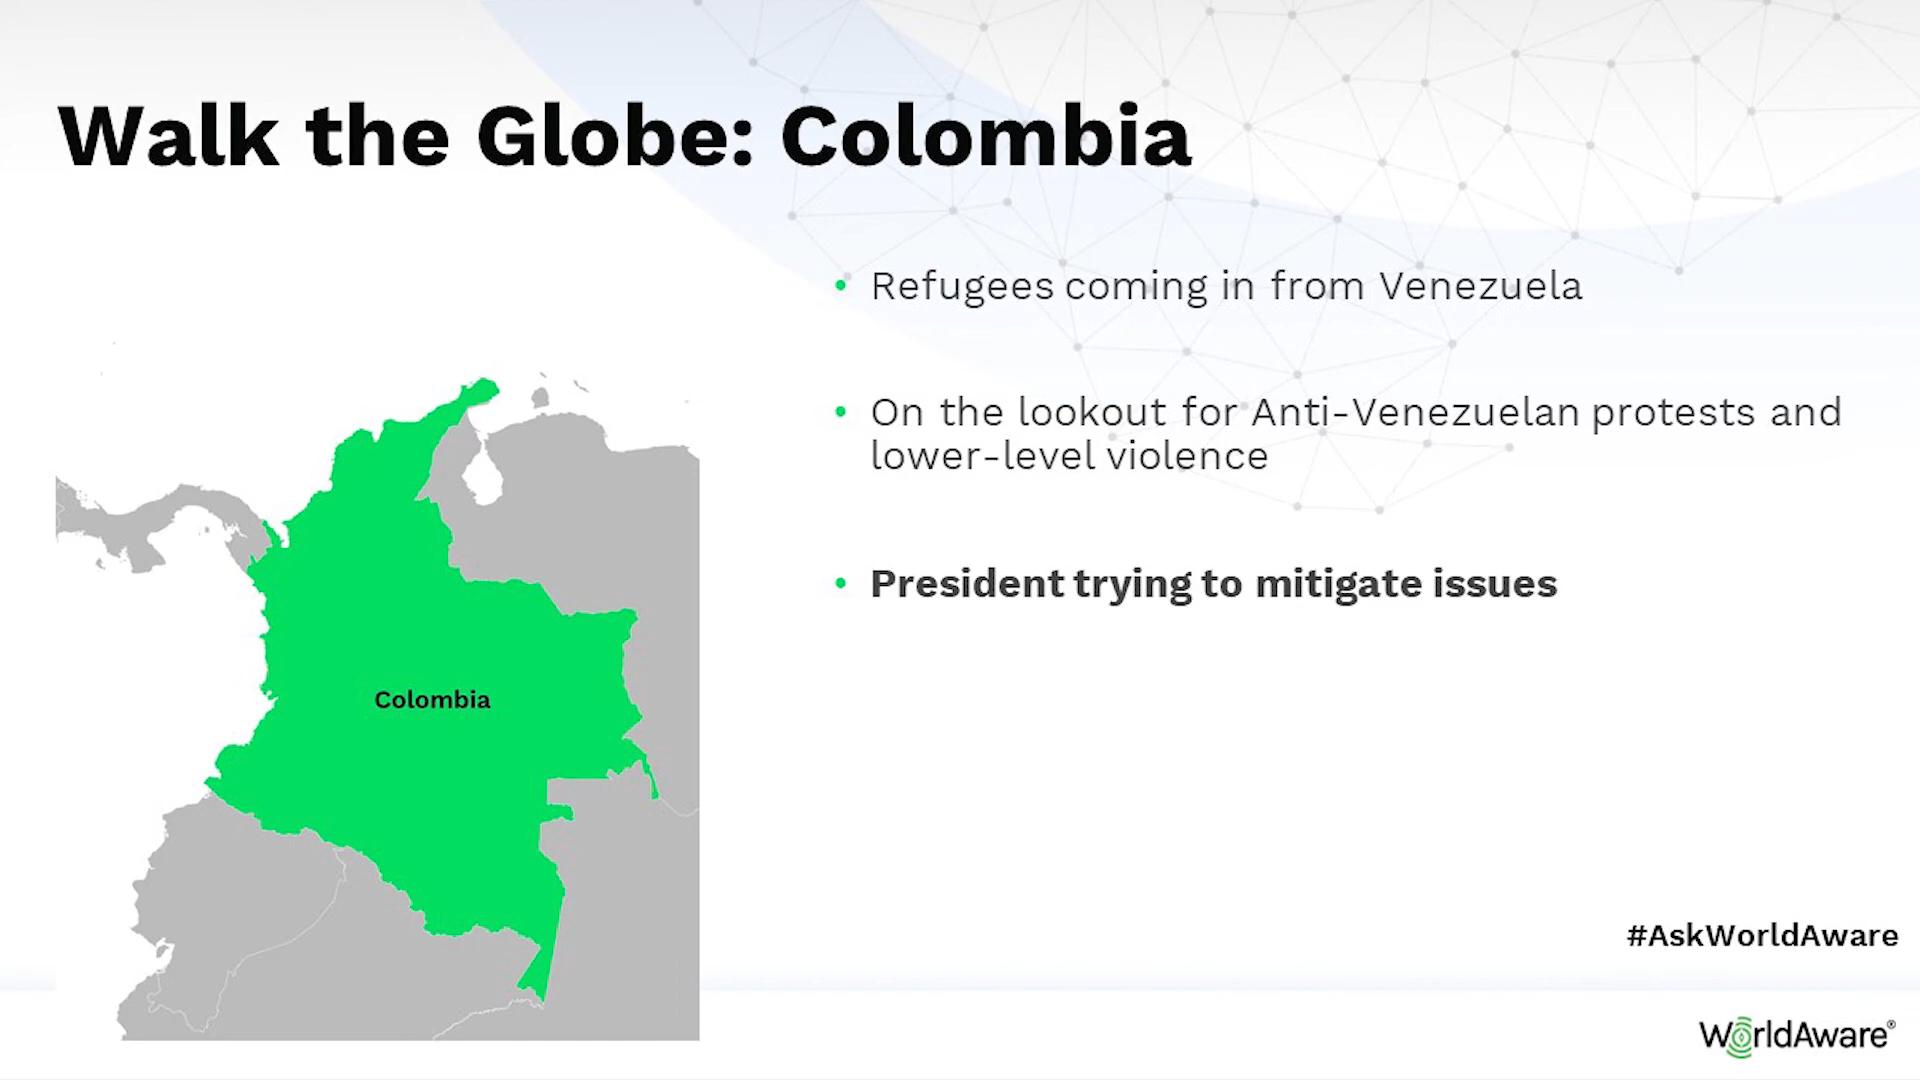 Walk the Globe: Colombia
• Refugees coming in from Venezuela
• On the lookout for Anti-Venezuelan protests and
lower-level violence
• President trying to mitigate issues
Colombia
#AskWorldAware
WorldAware®